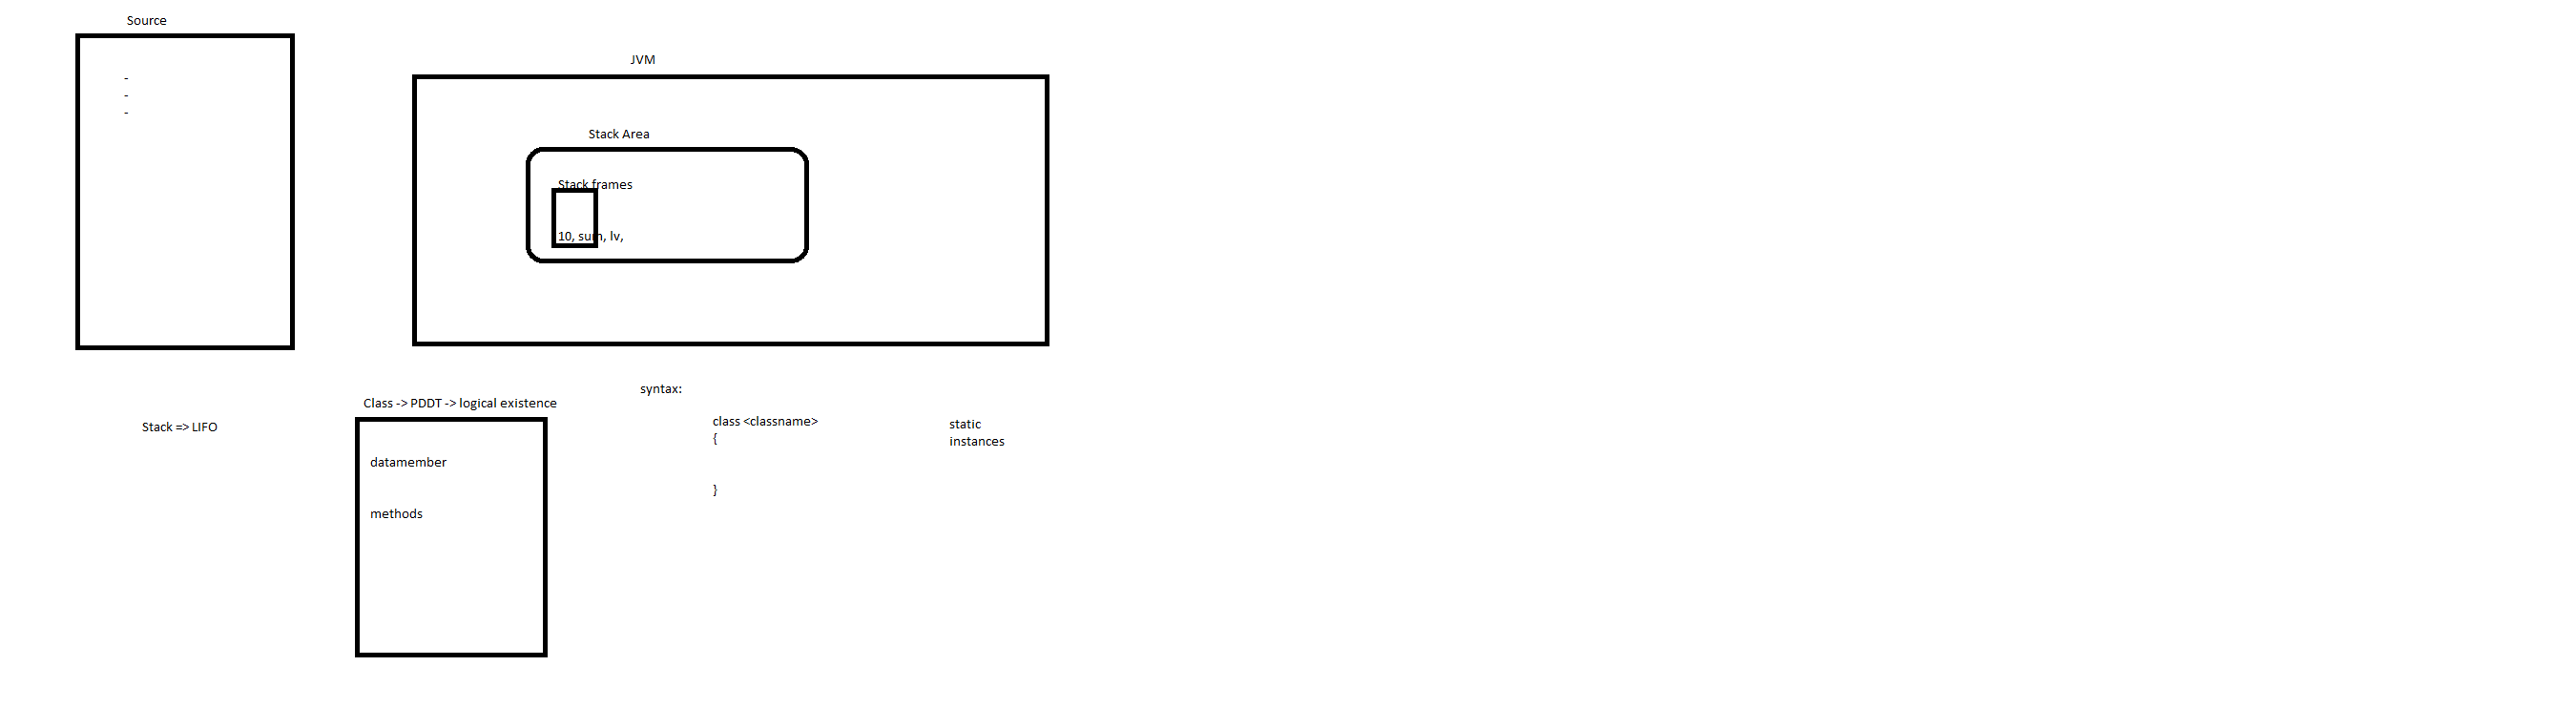 Source
-
-
-
JVM
Stack Area
Stack frames
10, sum, lv,
Stack => LIFO
Class -> PDDT -> logical existence
datamember
methods
syntax:
class <classname>
{
}
static
instances